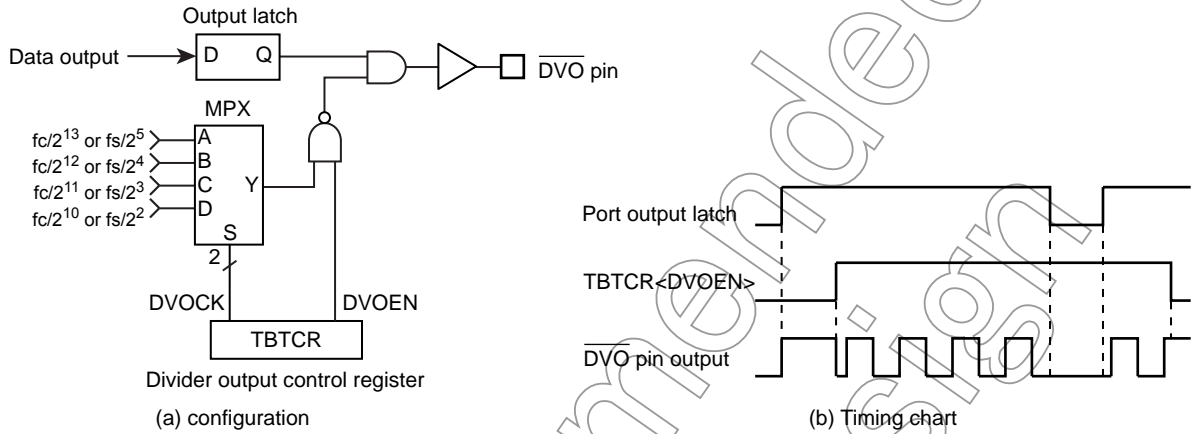 Output latch
Data output
D Q
DVO pin
MPX
fc/2^13 or fs/2^5
A
fc/2^12 or fs/2^4
B
fc/2^11 or fs/2^3
C
Y
fc/2^10 or fs/2^2
D
S
2
DVOCK
DVOEN
TBTCR
Divider output control register
(a) configuration
Port output latch
TBTCR<DVOEN>
DVO pin output
(b) Timing chart